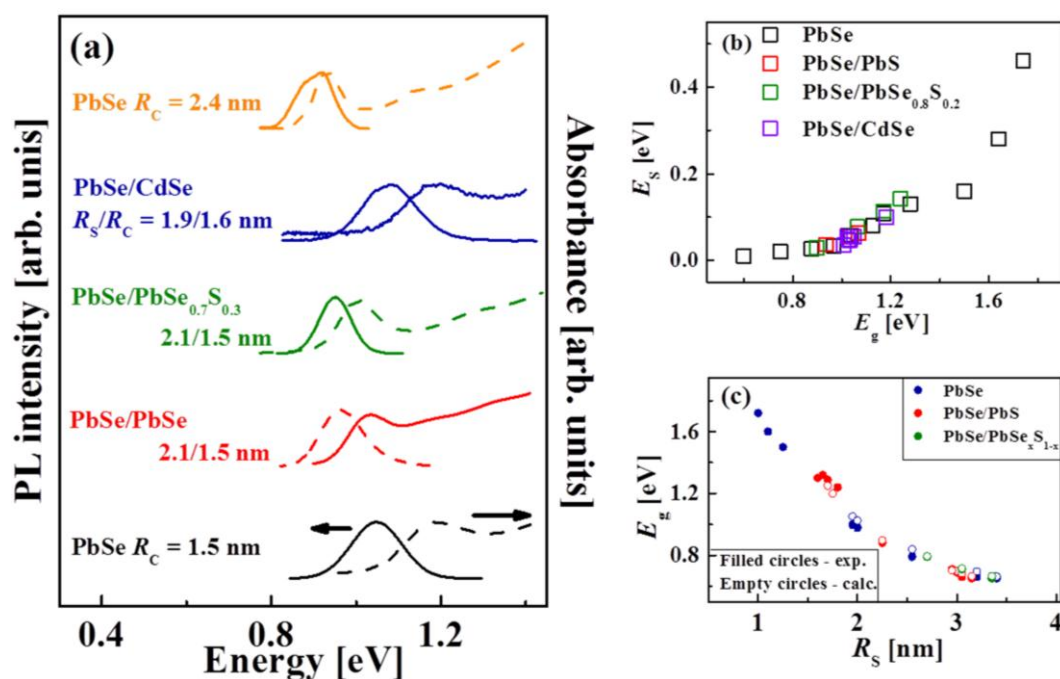 (a)
PL intensity [arb. unis]
Absorbance [arb. units]
PbSe R_C = 2.4 nm
PbSe/CdSe
R_S/R_C = 1.9/1.6 nm
PbSe/PbSe_0.7S_0.3
2.1/1.5 nm
PbSe/PbSe
2.1/1.5 nm
PbSe R_C = 1.5 nm
0.4 0.8 1.2
Energy [eV]
(b)
PbSe
PbSe/PbS
PbSe/PbSe_0.8S_0.2
PbSe/CdSe
E_S [eV]
0.4
0.2
0.0
0.8 1.2 1.6
E_g [eV]
(c)
PbSe
PbSe/PbS
PbSe/PbSe_xS_1-x
E_g [eV]
1.6
1.2
0.8
Filled circles - exp.
Empty circles - calc.
1 2 3 4
R_S [nm]